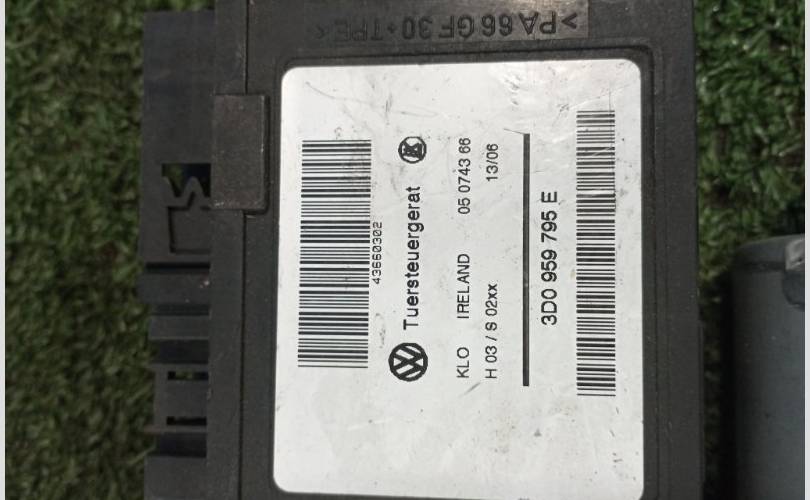 >PA66GF30+TPE<
43660302
Tuersteuergerat
KLO IRELAND 05 0743 66
H 03 / S 02xx 13/06
3D0 959 795 E